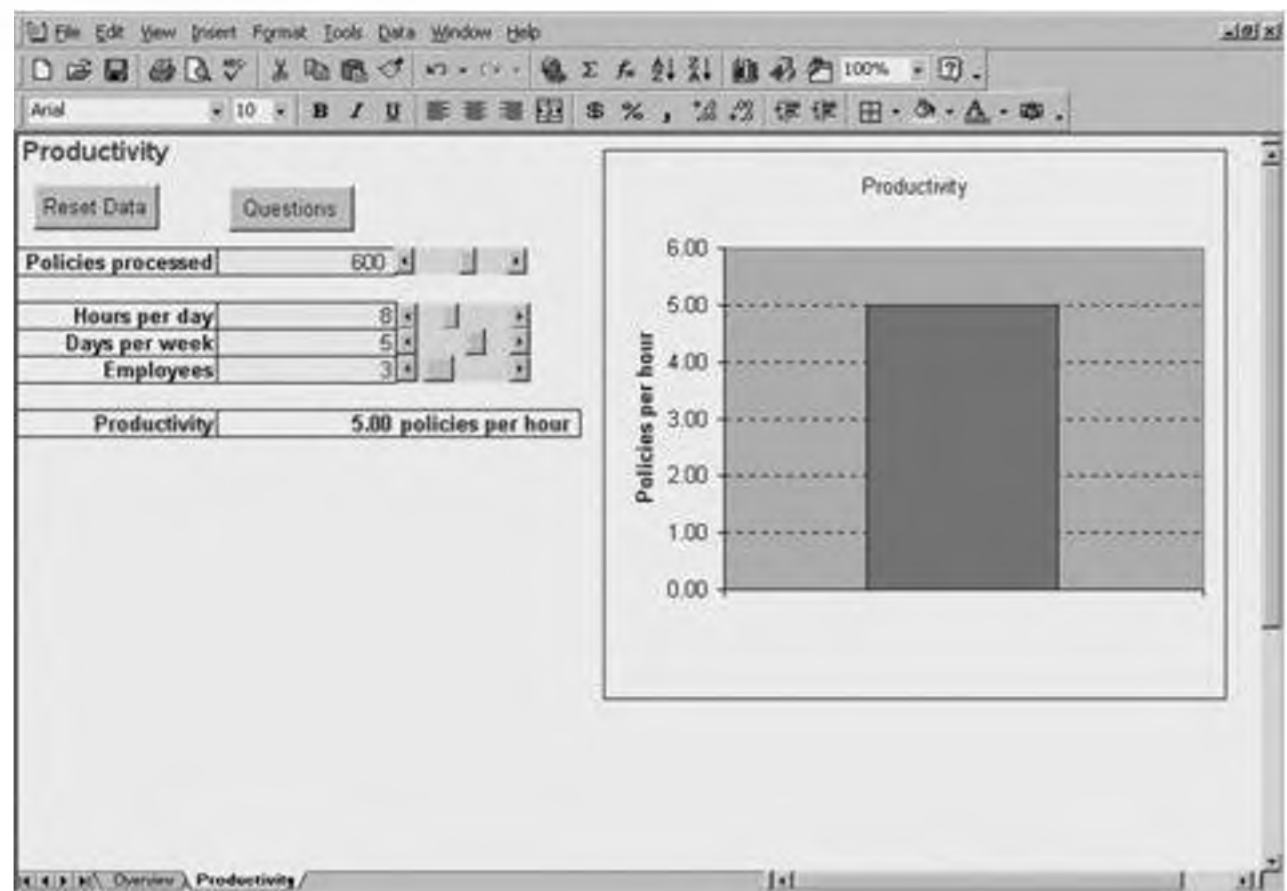 File Edit View Insert Format Tools Data Window Help
100%
Arial 10 B I U $ % ,
Productivity
Reset Data Questions
Policies processed 600
Hours per day 8
Days per week 5
Employees 3
Productivity 5.00 policies per hour
Productivity
Policies per hour
6.00
5.00
4.00
3.00
2.00
1.00
0.00
Overview Productivity